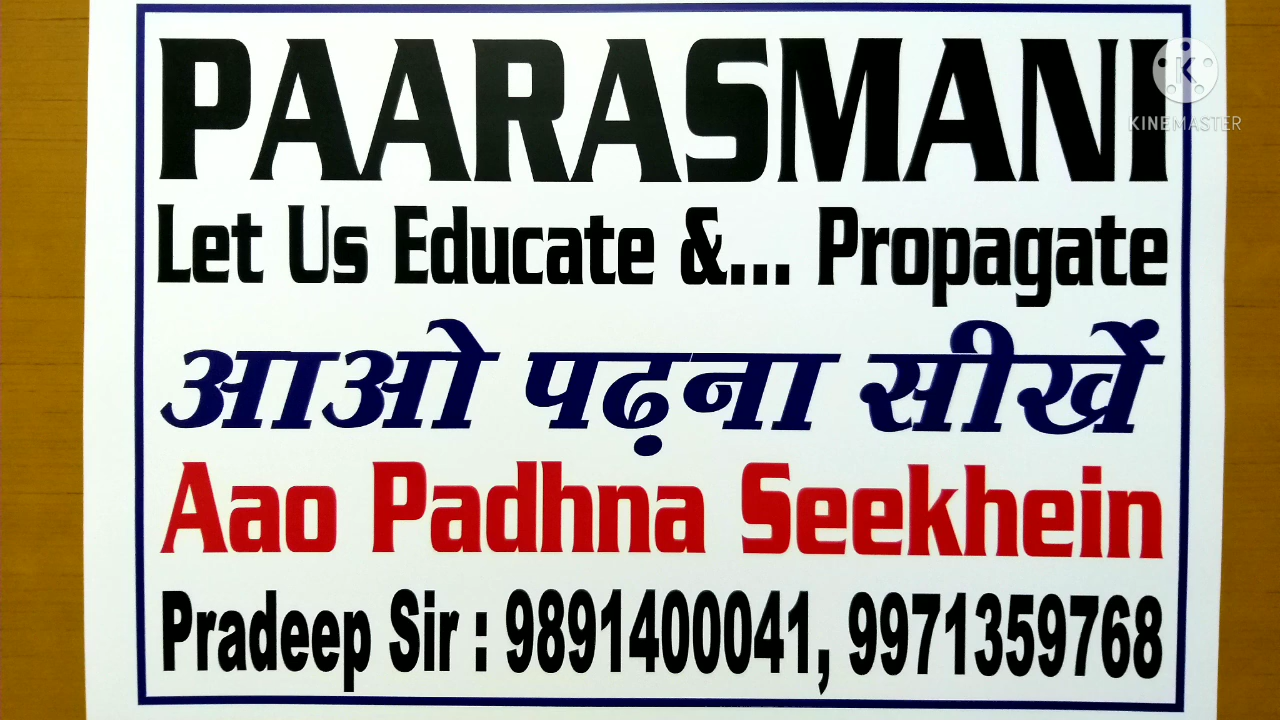 PAARASMANI
K
KINEMASTER
Let Us Educate &... Propagate
आओ पढ़ना सीखें
Aao Padhna Seekhein
Pradeep Sir : 9891400041, 9971359768